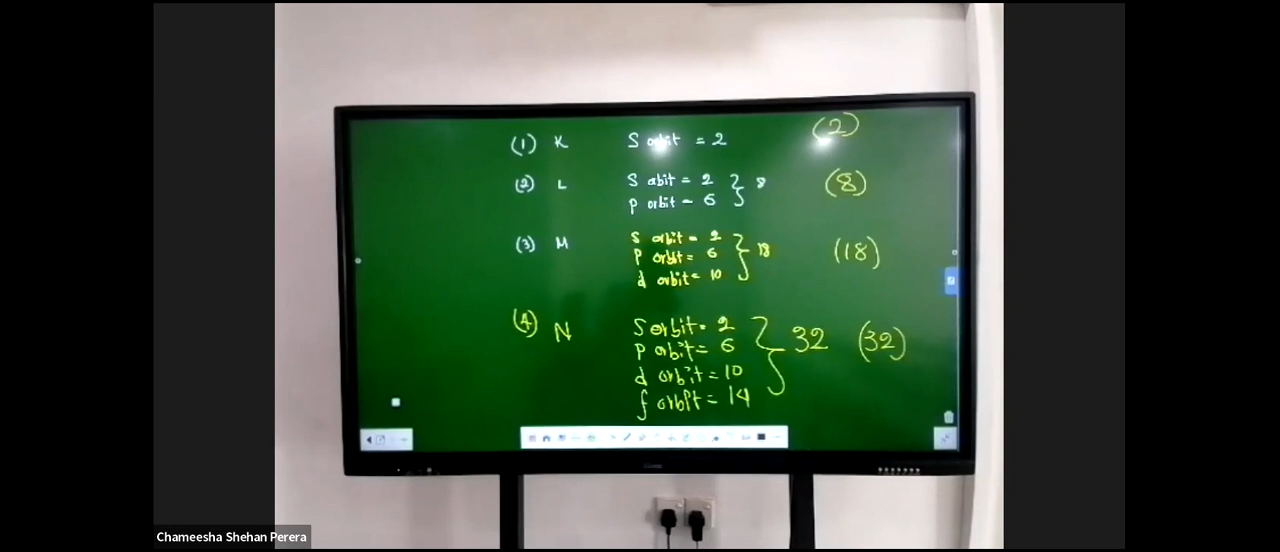 (1) K S orbit = 2 (2)
(2) L S orbit = 2 } 8 (8)
p orbit = 6
(3) M S orbit = 2 } 18 (18)
p orbit = 6
d orbit = 10
(4) N S orbit = 2 } 32 (32)
p orbit = 6
d orbit = 10
f orbit = 14
Chameesha Shehan Perera